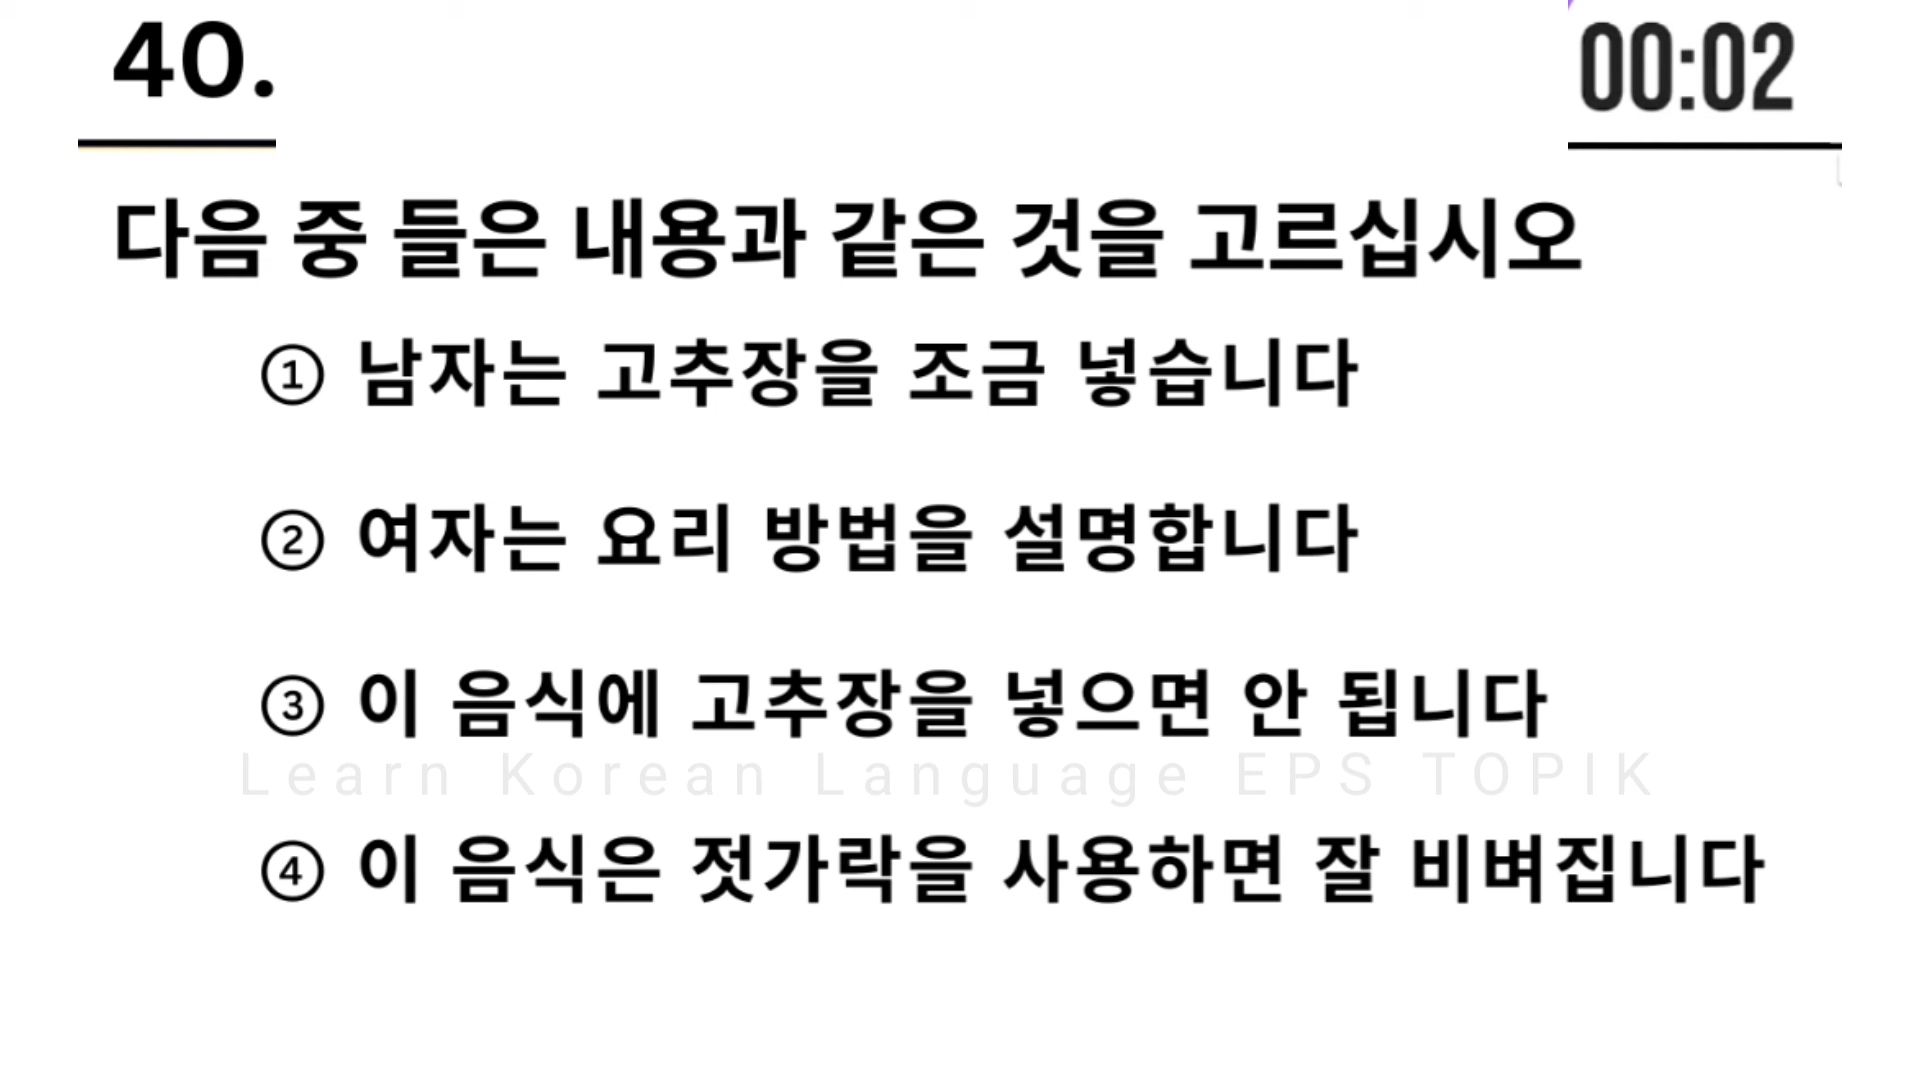 40.
00:02
다음 중 들은 내용과 같은 것을 고르십시오
① 남자는 고추장을 조금 넣습니다
② 여자는 요리 방법을 설명합니다
③ 이 음식에 고추장을 넣으면 안 됩니다
Learn Korean Language EPS TOPIK
④ 이 음식은 젓가락을 사용하면 잘 비벼집니다